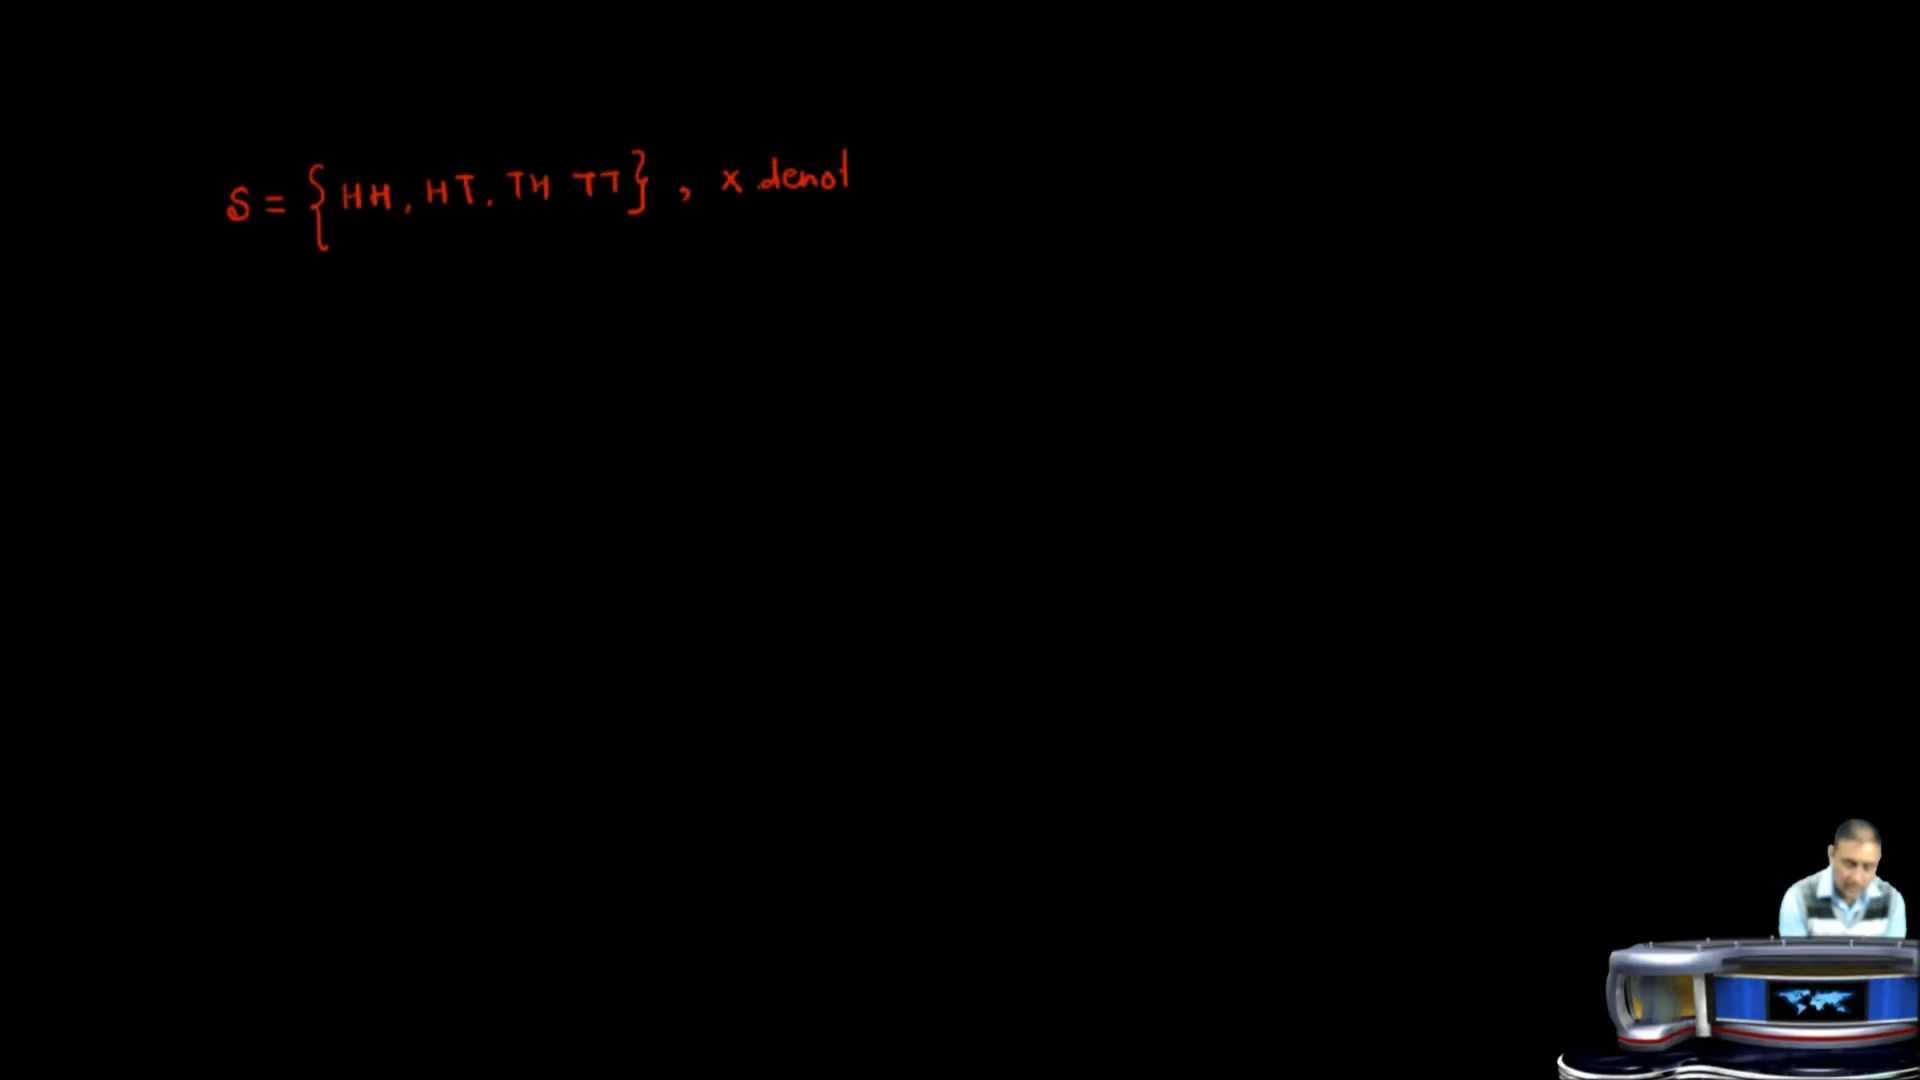 S = { HH, HT, TH TT } , x denot